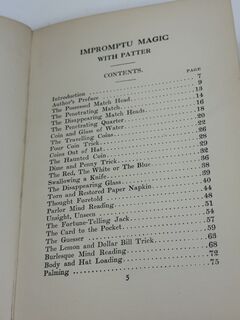 IMPROMPTU MAGIC
WITH PATTER
CONTENTS.
PAGE
Introduction 7
Author's Preface 9
The Possessed Match Head 13
The Penetrating Match 14
The Disappearing Match Heads 16
The Penetrating Quarter 18
Coin and Glass of Water 20
The Travelling Coins 22
Four Coin Trick 26
Coins Out of Hat 28
The Haunted Coin 29
Dime and Penny Trick 32
The Red, The White or The Blue 36
Swallowing a Knife 38
The Disappearing Glass 39
Torn and Restored Paper Napkin 40
Thought Foretold 44
Parlor Mind Reading 48
Unsight, Unseen 51
The Fortune-Telling Jack 54
The Card to the Pocket
The Guesser 59
The Lemon and Dollar Bill Trick 63
Burlesque Mind Reading 68
Body and Hat Loading 72
Palming 75
5